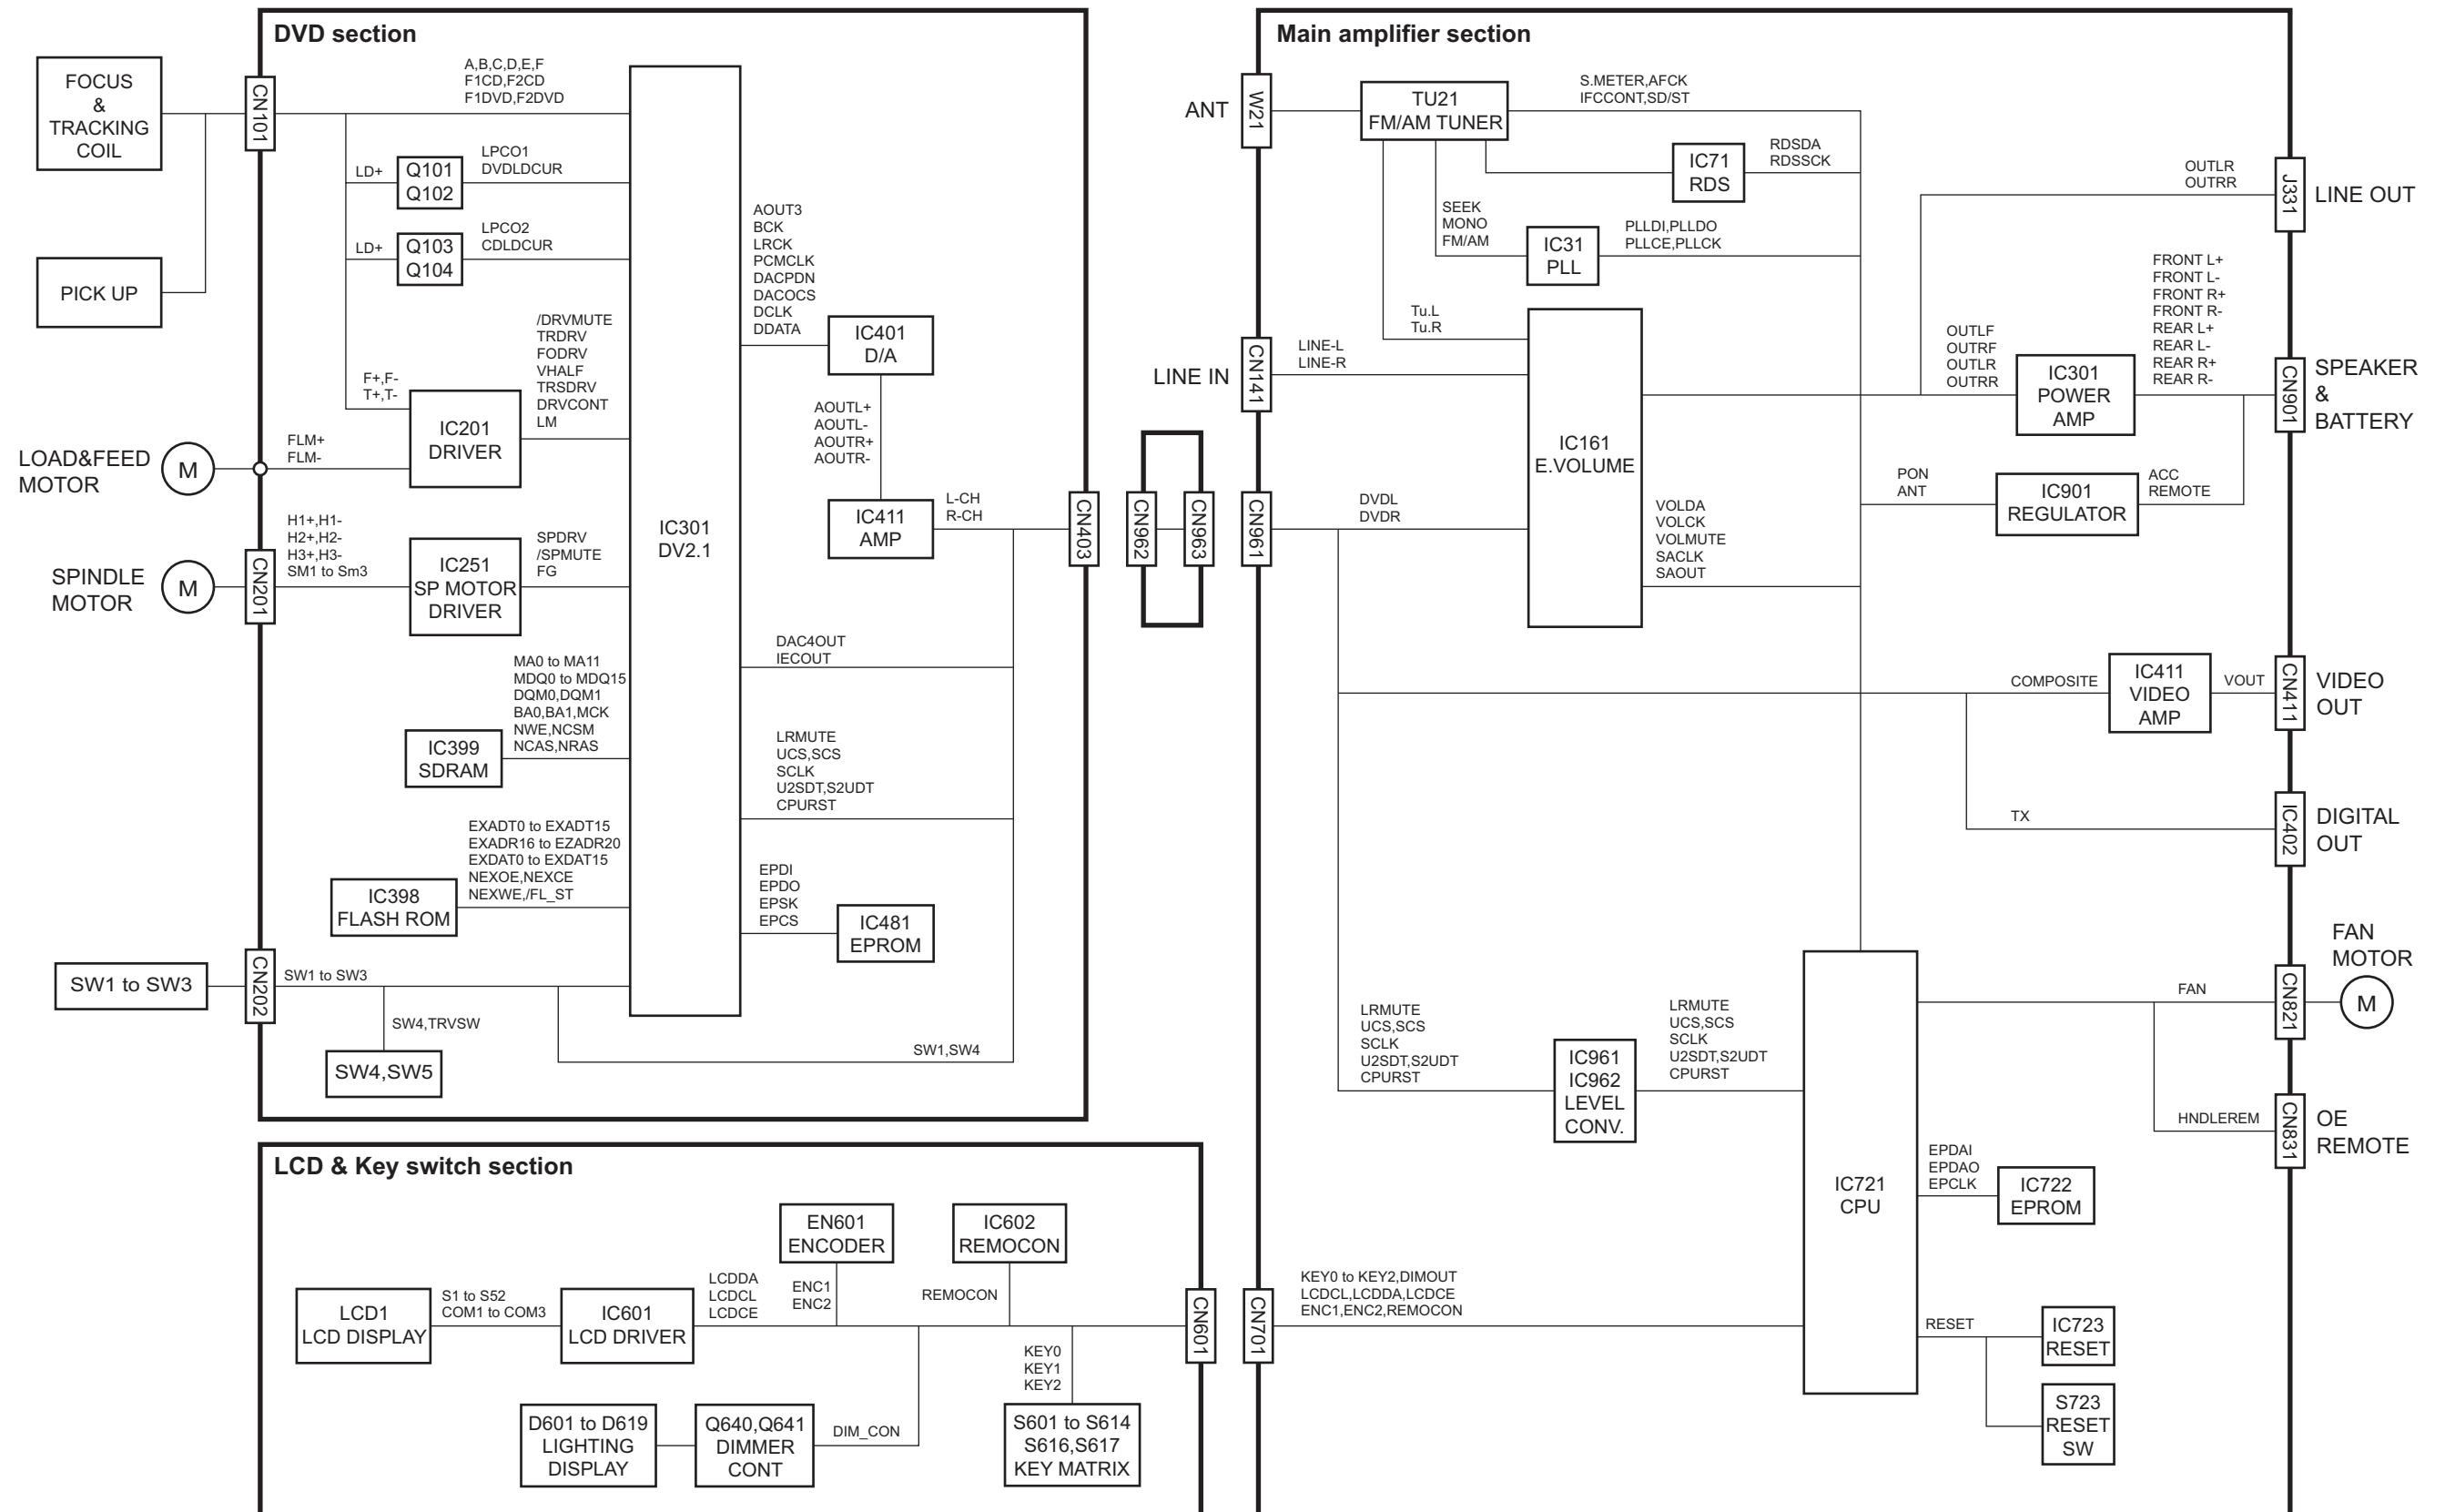 DVD section
FOCUS
&
TRACKING
COIL
PICK UP
CN101
A,B,C,D,E,F
F1CD,F2CD
F1DVD,F2DVD
LD+
Q101
Q102
LPCO1
DVDLDCUR
LD+
Q103
Q104
LPCO2
CDLDCUR
/DRVMUTE
TRDRV
FODRV
VHALF
TRSDRV
DRVCONT
LM
F+,F-
T+,T-
IC201
DRIVER
LOAD&FEED
MOTOR
M
FLM+
FLM-
SPINDLE
MOTOR
M
CN201
H1+,H1-
H2+,H2-
H3+,H3-
SM1 to Sm3
IC251
SP MOTOR
DRIVER
SPDRV
/SPMUTE
FG
MA0 to MA11
MDQ0 to MDQ15
DQM0,DQM1
BA0,BA1,MCK
NWE,NCSM
NCAS,NRAS
IC399
SDRAM
EXADT0 to EXADT15
EXADR16 to EZADR20
EXDAT0 to EXDAT15
NEXOE,NEXCE
NEXWE,/FL_ST
IC398
FLASH ROM
SW1 to SW3
CN202
SW1 to SW3
SW4,TRVSW
SW4,SW5
IC301
DV2.1
AOUT3
BCK
LRCK
PCMCLK
DACPDN
DACOCS
DCLK
DDATA
IC401
D/A
AOUTL+
AOUTL-
AOUTR+
AOUTR-
IC411
AMP
L-CH
R-CH
CN403
DAC4OUT
IECOUT
LRMUTE
UCS,SCS
SCLK
U2SDT,S2UDT
CPURST
EPDI
EPDO
EPSK
EPCS
IC481
EPROM
SW1,SW4
CN962
CN963
LCD & Key switch section
EN601
ENCODER
IC602
REMOCON
LCD1
LCD DISPLAY
S1 to S52
COM1 to COM3
IC601
LCD DRIVER
LCDDA
LCDCL
LCDCE
ENC1
ENC2
REMOCON
CN601
KEY0
KEY1
KEY2
D601 to D619
LIGHTING
DISPLAY
Q640,Q641
DIMMER
CONT
DIM_CON
S601 to S614
S616,S617
KEY MATRIX
Main amplifier section
ANT
W21
TU21
FM/AM TUNER
S.METER,AFCK
IFCCONT,SD/ST
IC71
RDS
RDSDA
RDSSCK
SEEK
MONO
FM/AM
IC31
PLL
PLLDI,PLLDO
PLLCE,PLLCK
Tu.L
Tu.R
LINE IN
CN141
LINE-L
LINE-R
IC161
E.VOLUME
CN961
DVDL
DVDR
VOLDA
VOLCK
VOLMUTE
SACLK
SAOUT
OUTLR
OUTRR
J331
LINE OUT
OUTLF
OUTRF
OUTLR
OUTRR
IC301
POWER
AMP
FRONT L+
FRONT L-
FRONT R+
FRONT R-
REAR L+
REAR L-
REAR R+
REAR R-
CN901
SPEAKER
&
BATTERY
PON
ANT
IC901
REGULATOR
ACC
REMOTE
COMPOSITE
IC411
VIDEO
AMP
VOUT
CN411
VIDEO
OUT
TX
IC402
DIGITAL
OUT
LRMUTE
UCS,SCS
SCLK
U2SDT,S2UDT
CPURST
IC961
IC962
LEVEL
CONV.
LRMUTE
UCS,SCS
SCLK
U2SDT,S2UDT
CPURST
IC721
CPU
FAN
CN821
FAN
MOTOR
M
HNDLEREM
CN831
OE
REMOTE
EPDAI
EPDAO
EPCLK
IC722
EPROM
CN701
KEY0 to KEY2,DIMOUT
LCDCL,LCDDA,LCDCE
ENC1,ENC2,REMOCON
RESET
IC723
RESET
S723
RESET
SW